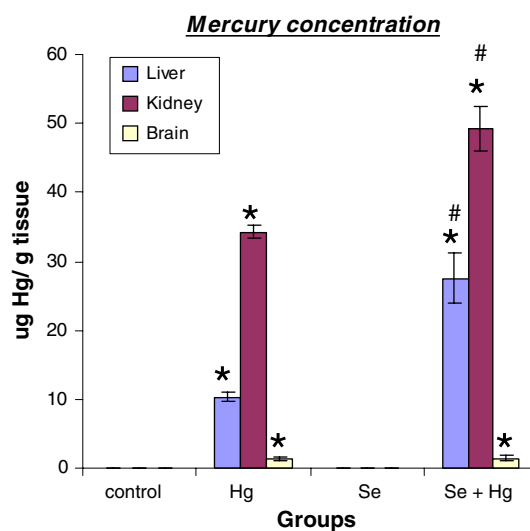 Mercury concentration
60
50
40
30
20
10
0
ug Hg/ g tissue
Liver
Kidney
Brain
*
*
*
#
*
#
*
*
control Hg Se Se + Hg
Groups